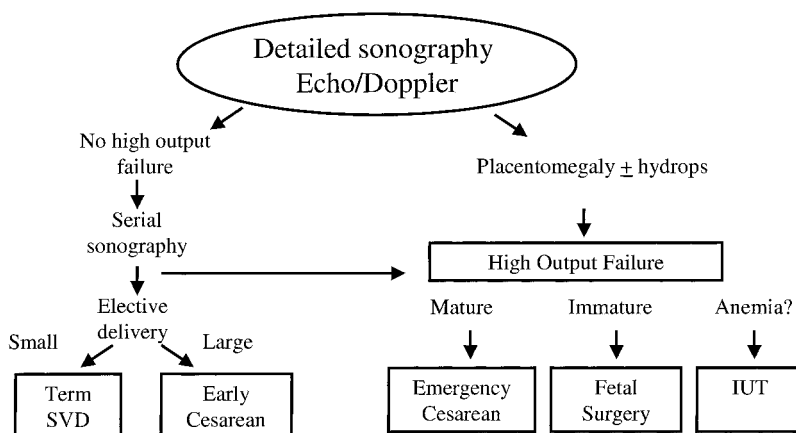 Detailed sonography
Echo/Doppler
No high output
failure
Placentomegaly ± hydrops
Serial
sonography
High Output Failure
Elective
delivery
Small
Large
Mature
Immature
Anemia?
Term
SVD
Early
Cesarean
Emergency
Cesarean
Fetal
Surgery
IUT